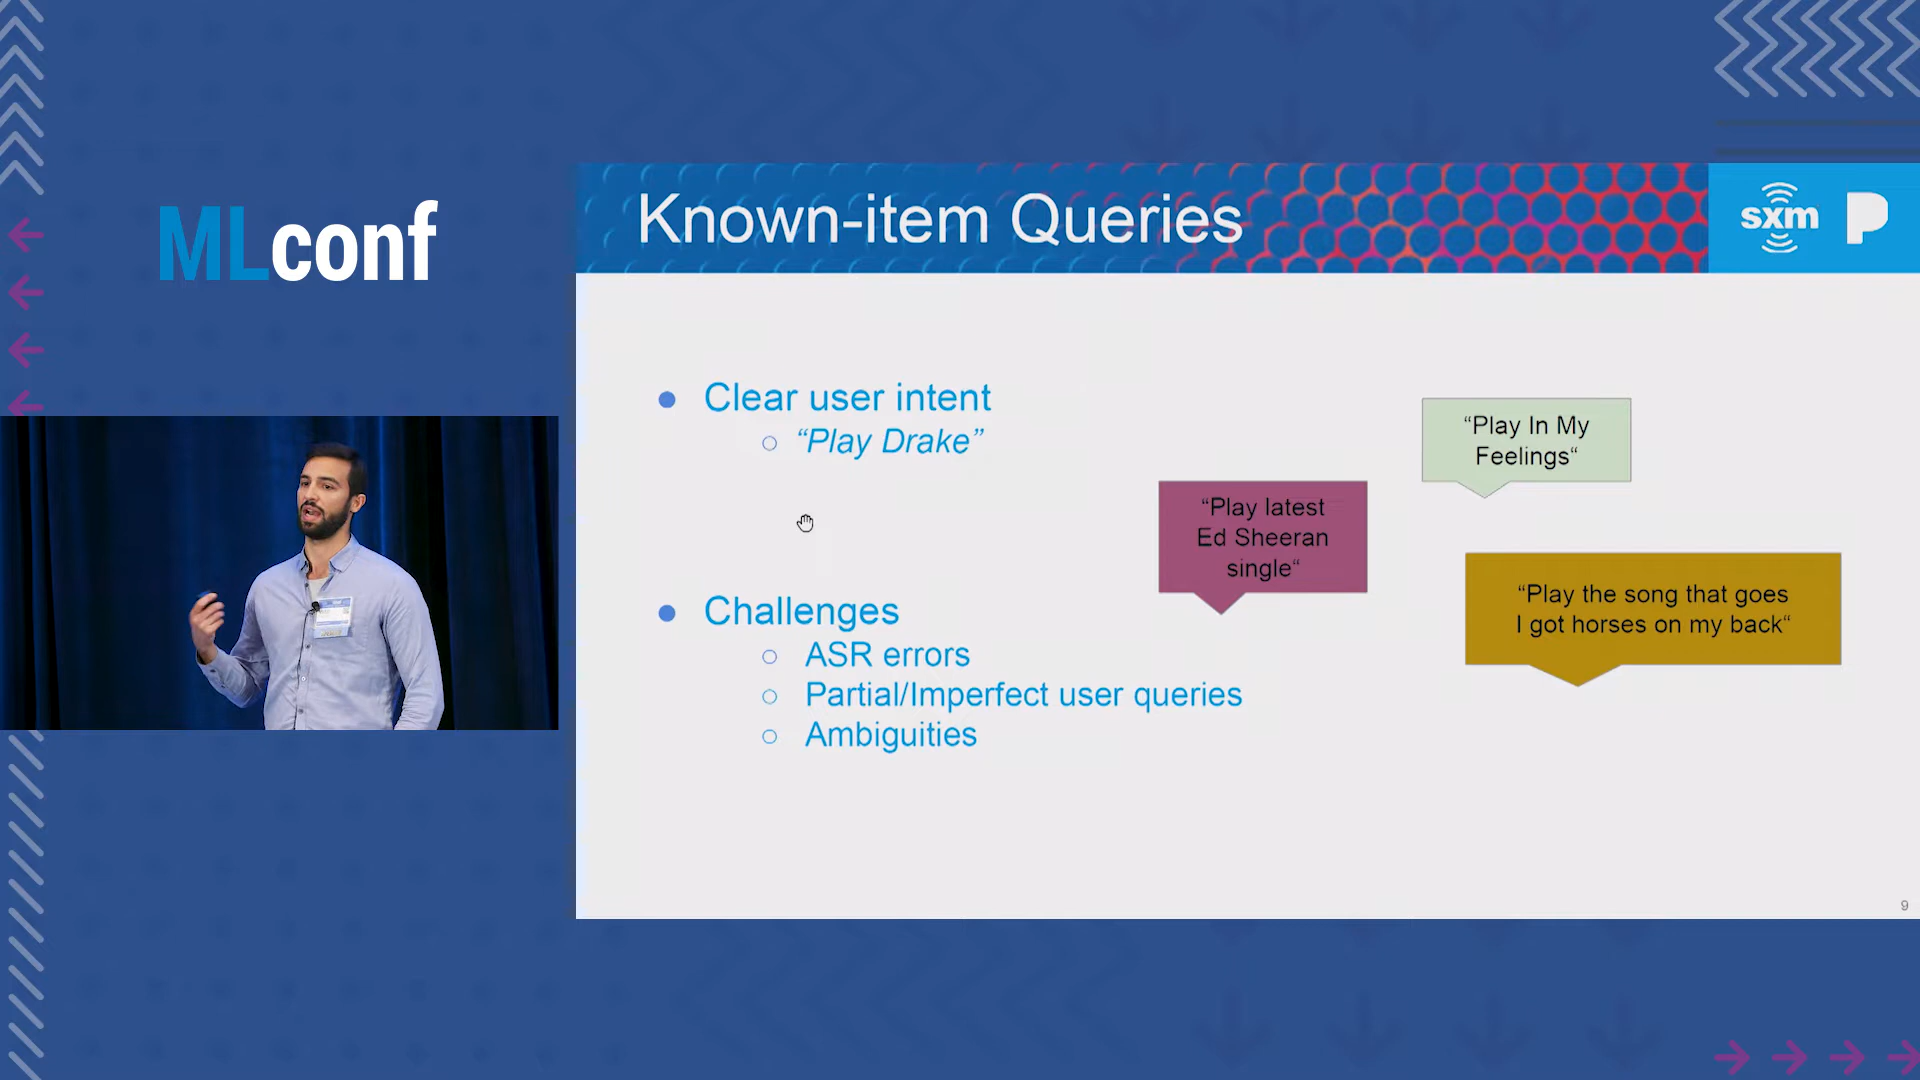 MLconf
Known-item Queries
sxm
Clear user intent
“Play Drake”
Challenges
ASR errors
Partial/Imperfect user queries
Ambiguities
“Play latest
Ed Sheeran
single“
“Play In My
Feelings“
“Play the song that goes
I got horses on my back“
9